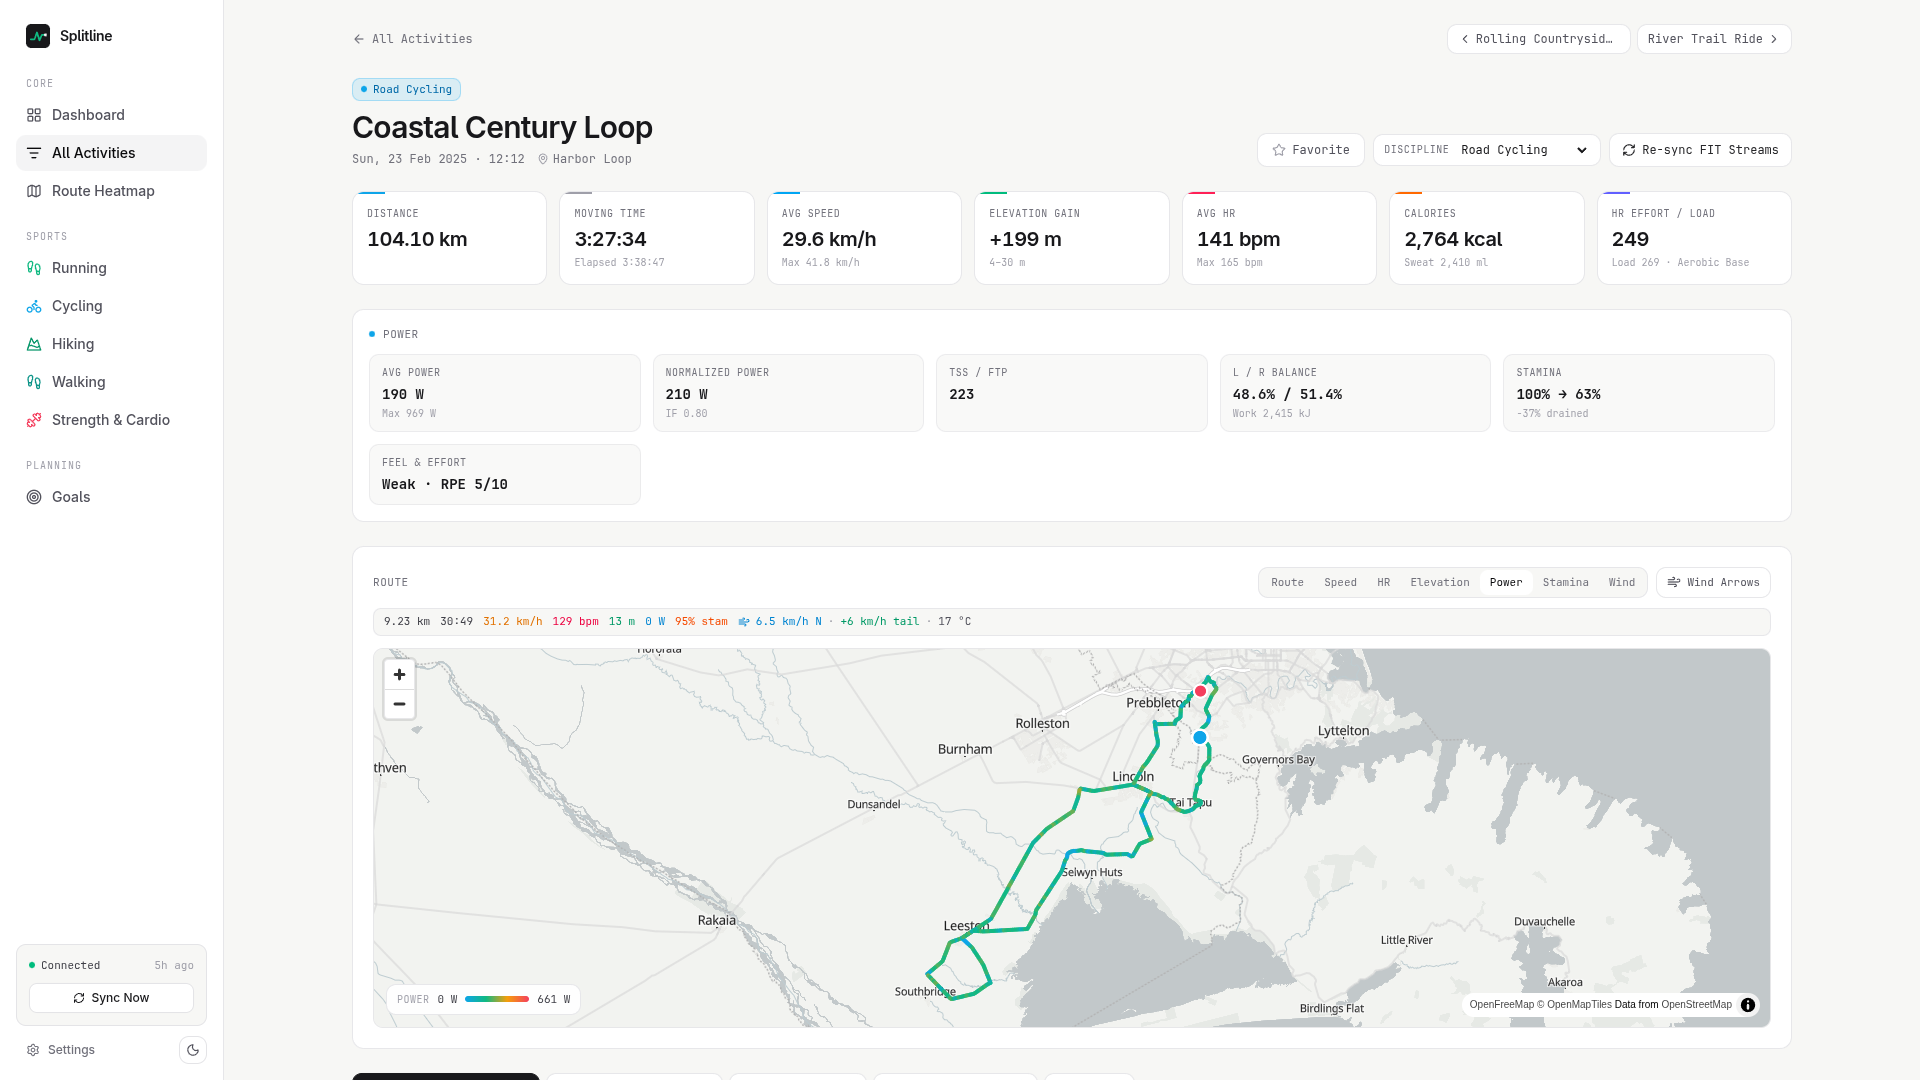 Splitline
CORE
Dashboard
All Activities
Route Heatmap
SPORTS
Running
Cycling
Hiking
Walking
Strength & Cardio
PLANNING
Goals
Connected
5h ago
Sync Now
Settings
All Activities
Rolling Countrysid…
River Trail Ride
Road Cycling
Coastal Century Loop
Sun, 23 Feb 2025 · 12:12 Harbor Loop
Favorite
DISCIPLINE Road Cycling
Re-sync FIT Streams
DISTANCE
104.10 km
MOVING TIME
3:27:34
Elapsed 3:38:47
AVG SPEED
29.6 km/h
Max 41.8 km/h
ELEVATION GAIN
+199 m
4–30 m
AVG HR
141 bpm
Max 165 bpm
CALORIES
2,764 kcal
Sweat 2,410 ml
HR EFFORT / LOAD
249
Load 269 · Aerobic Base
POWER
AVG POWER
190 W
Max 969 W
NORMALIZED POWER
210 W
IF 0.80
TSS / FTP
223
L / R BALANCE
48.6% / 51.4%
Work 2,415 kJ
STAMINA
100% → 63%
-37% drained
FEEL & EFFORT
Weak · RPE 5/10
ROUTE
Route Speed HR Elevation Power Stamina Wind
Wind Arrows
9.23 km 30:49 31.2 km/h 129 bpm 13 m 0 W 95% stam 6.5 km/h N · +6 km/h tail · 17 °C
+
−
Hororata
Prebbleton
Rolleston
Lyttelton
Burnham
Governors Bay
thven
Lincoln
Dunsandel
Tai Tapu
Selwyn Huts
Rakaia
Leeston
Duvauchelle
Little River
Akaroa
Southbridge
Birdlings Flat
POWER 0 W 661 W
OpenFreeMap © OpenMapTiles Data from OpenStreetMap